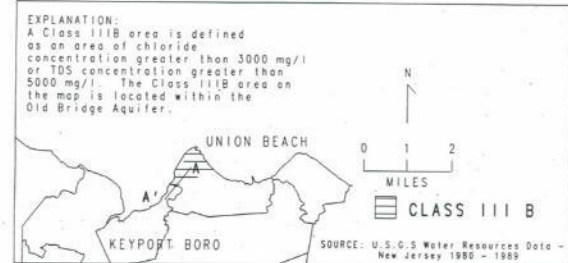 EXPLANATION:
A Class IIIB area is defined
as an area of chloride
concentration greater than 3000 mg/l
or TDS concentration greater than
5000 mg/l. The Class IIIB area on
the map is located within the
Old Bridge Aquifer.
N
UNION BEACH
0 1 2
MILES
A
A'
CLASS III B
KEYPORT BORO
SOURCE: U.S.G.S Water Resources Data -
New Jersey 1980 - 1989